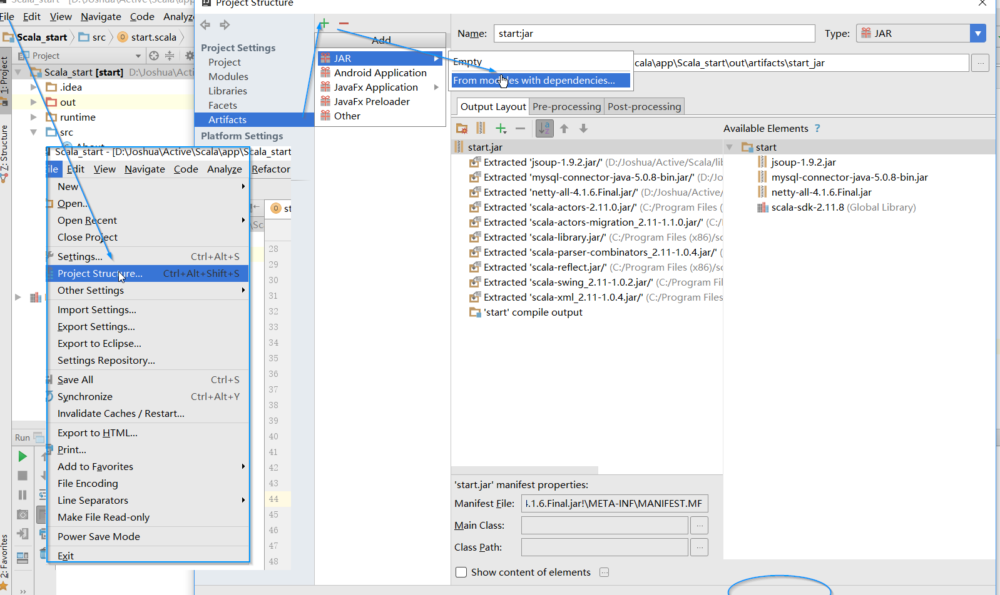 Scala_start - [D:\Joshua\Active\Scala\app
File Edit View Navigate Code Analyz
Scala_start src start.scala
Project
Scala_start [start] D:\Joshua\Acti
.idea
out
runtime
src
About
1: Project
7: Structure
2: Favorites
Run
Scala_start - [D:\Joshua\Active\Scala\app\Scala_start
ile Edit View Navigate Code Analyze Refactor
New
Open...
Open Recent
Close Project
Settings... Ctrl+Alt+S
Project Structure... Ctrl+Alt+Shift+S
Other Settings
Import Settings...
Export Settings...
Export to Eclipse...
Settings Repository...
Save All Ctrl+S
Synchronize Ctrl+Alt+Y
Invalidate Caches / Restart...
Export to HTML...
Print...
Add to Favorites
File Encoding
Line Separators
Make File Read-only
Power Save Mode
Exit
st
\Sc
28
29
30
31
32
33
34
35
36
37
38
39
40
41
42
43
44
45
46
47
48
Project Structure
Project Settings
Project
Modules
Libraries
Facets
Artifacts
Platform Settings
Add
JAR
Android Application
JavaFx Application
JavaFx Preloader
Other
Empty
From modules with dependencies...
Name: start:jar Type: JAR
cala\app\Scala_start\out\artifacts\start_jar
Output Layout Pre-processing Post-processing
Available Elements ?
start.jar
Extracted 'jsoup-1.9.2.jar/' (D:/Joshua/Active/Scala/lib
Extracted 'mysql-connector-java-5.0.8-bin.jar/' (D:/Jo
Extracted 'netty-all-4.1.6.Final.jar/' (D:/Joshua/Active/
Extracted 'scala-actors-2.11.0.jar/' (C:/Program Files (
Extracted 'scala-actors-migration_2.11-1.1.0.jar/' (C:/
Extracted 'scala-library.jar/' (C:/Program Files (x86)/sc
Extracted 'scala-parser-combinators_2.11-1.0.4.jar/' (
Extracted 'scala-reflect.jar/' (C:/Program Files (x86)/sc
Extracted 'scala-swing_2.11-1.0.2.jar/' (C:/Program Fil
Extracted 'scala-xml_2.11-1.0.4.jar/' (C:/Program Files
'start' compile output
start
jsoup-1.9.2.jar
mysql-connector-java-5.0.8-bin.jar
netty-all-4.1.6.Final.jar
scala-sdk-2.11.8 (Global Library)
'start.jar' manifest properties:
Manifest File: .1.6.Final.jar!\META-INF\MANIFEST.MF
Main Class:
Class Path:
Show content of elements